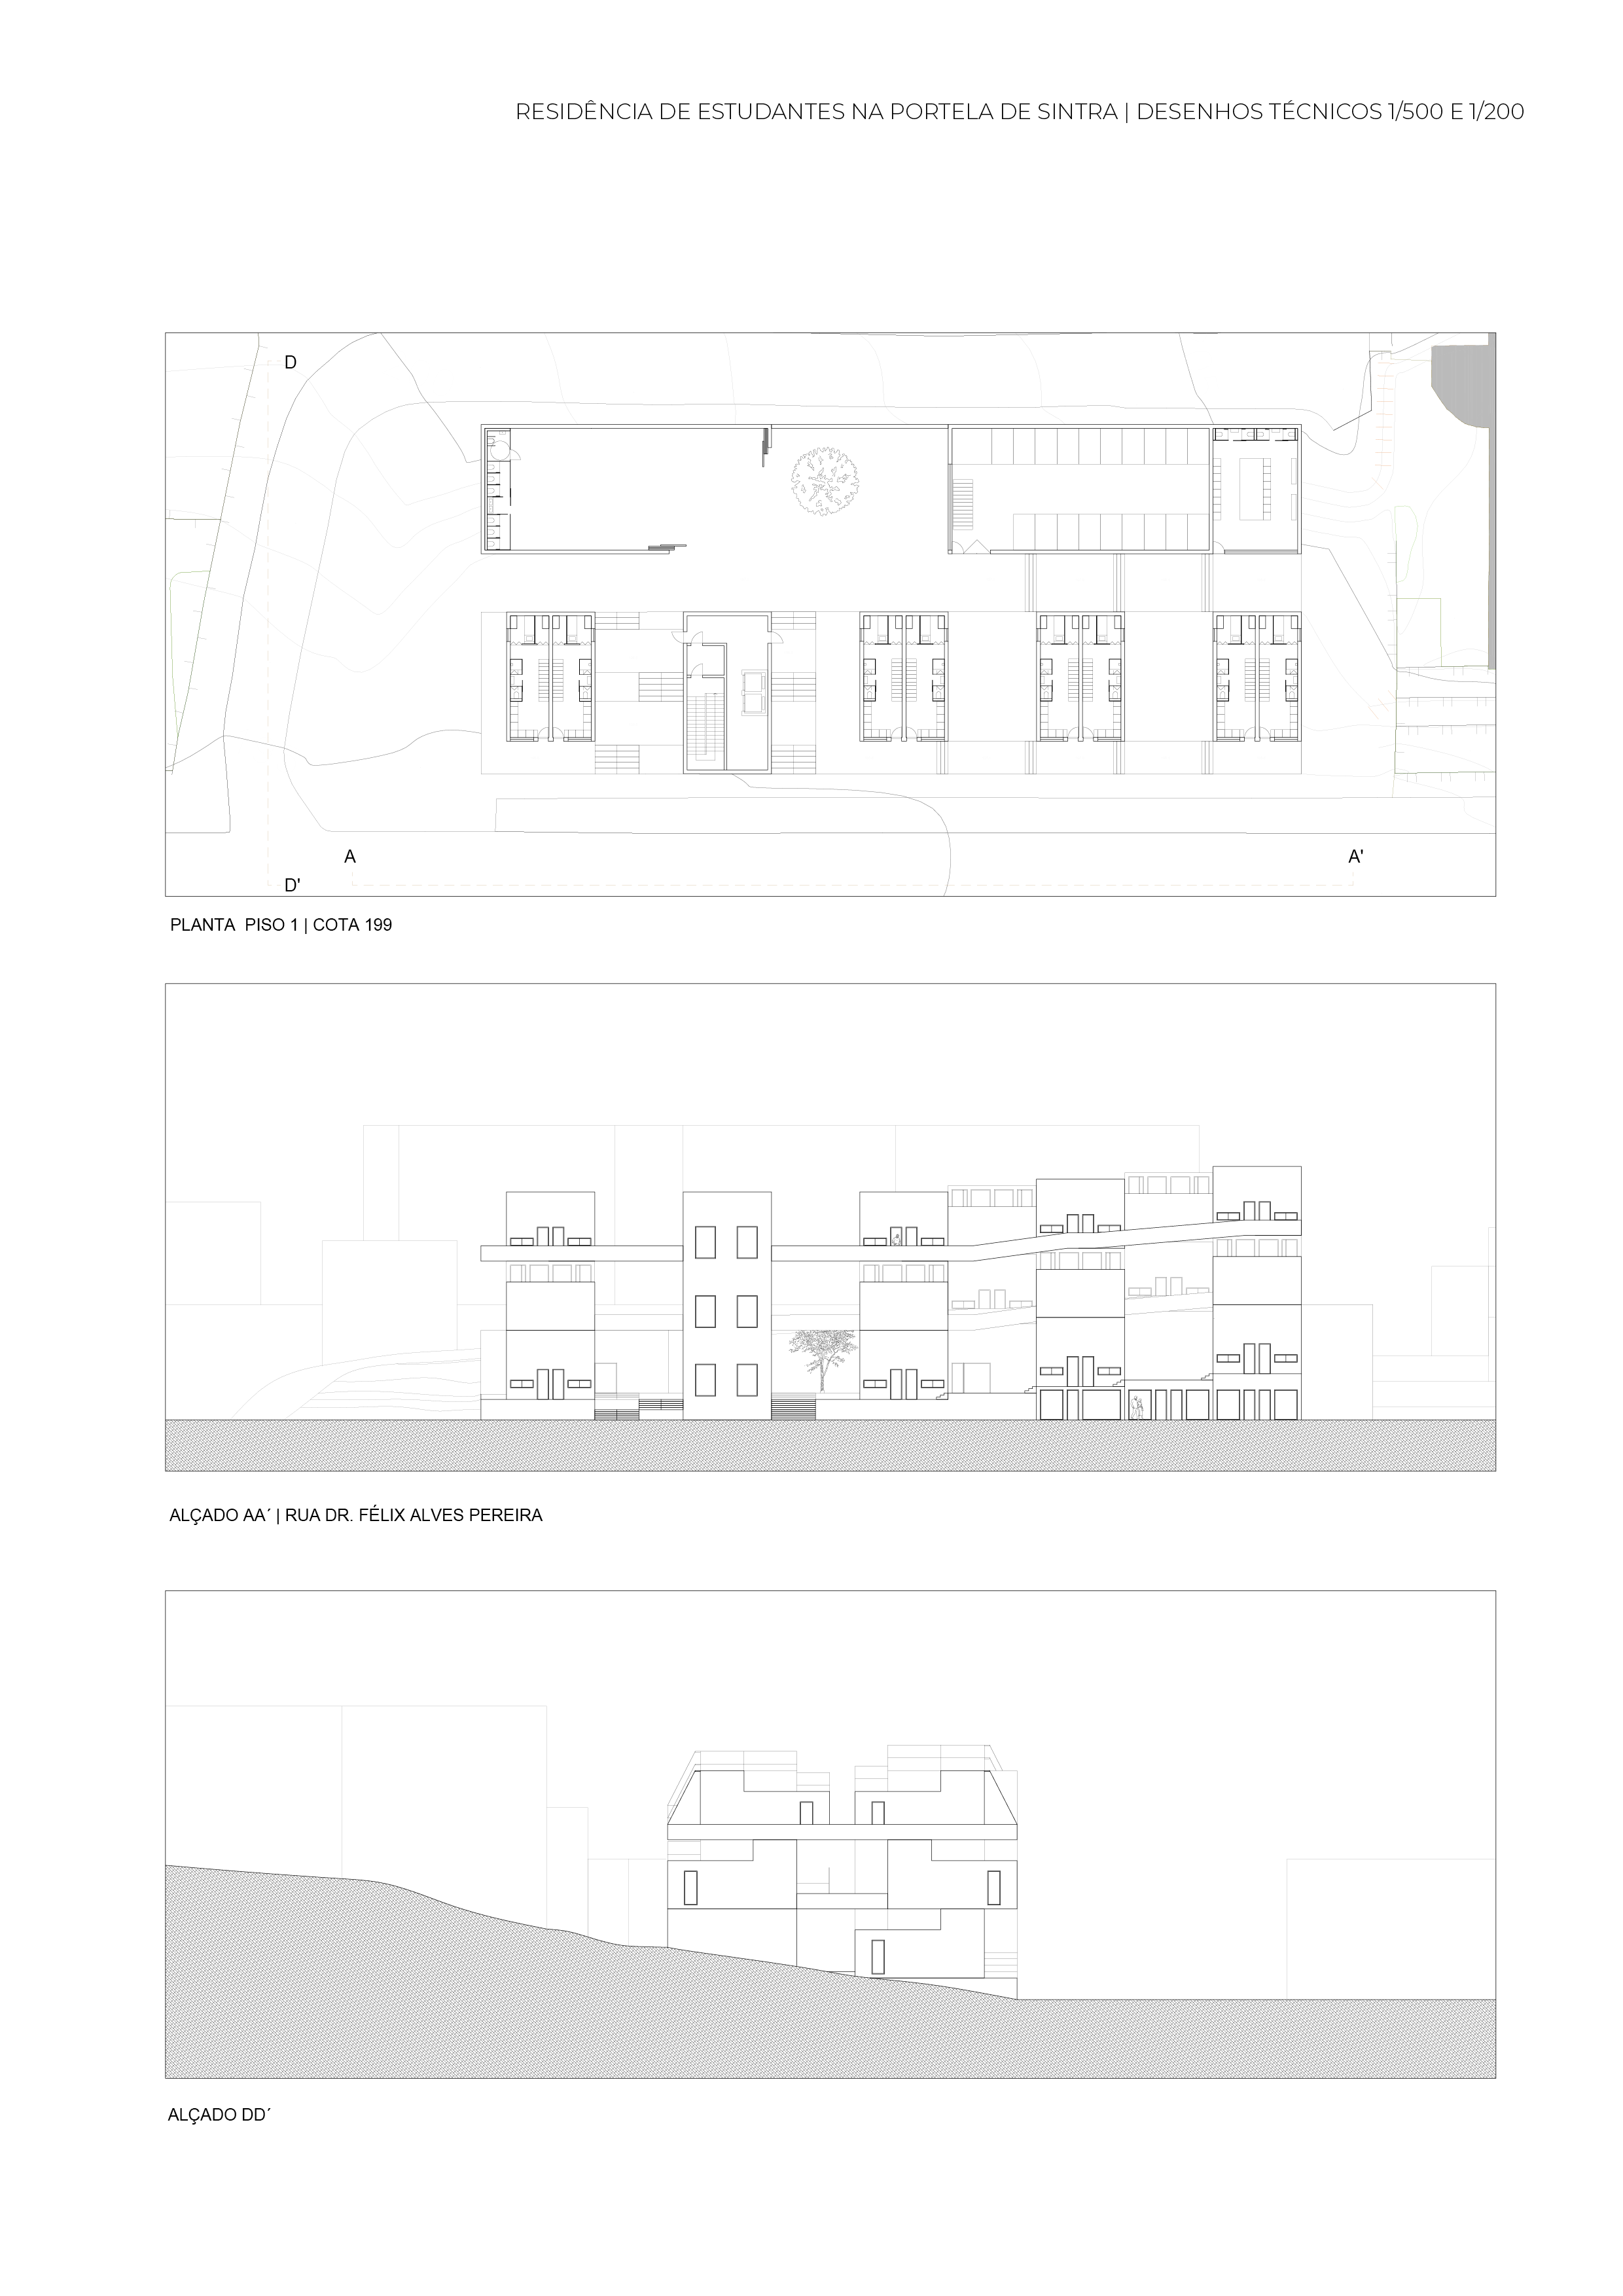 RESIDÊNCIA DE ESTUDANTES NA PORTELA DE SINTRA | DESENHOS TÉCNICOS 1/500 E 1/200
D
A
A'
D'
PLANTA PISO 1 | COTA 199
ALÇADO AA´ | RUA DR. FÉLIX ALVES PEREIRA
ALÇADO DD´